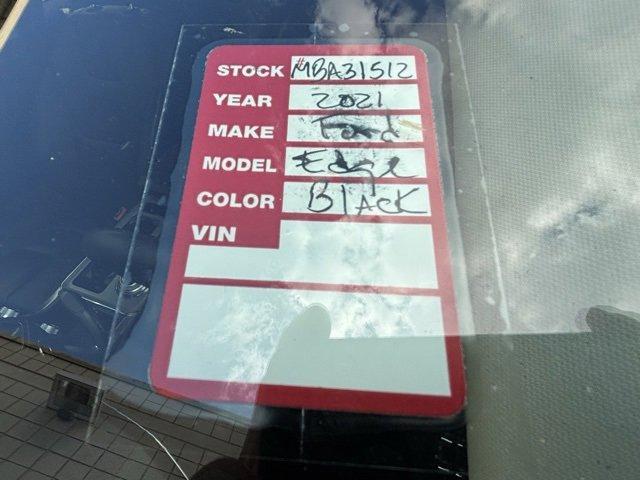 STOCK #MBA31512
YEAR 2021
MAKE Ford
MODEL Edge
COLOR BlAcK
VIN